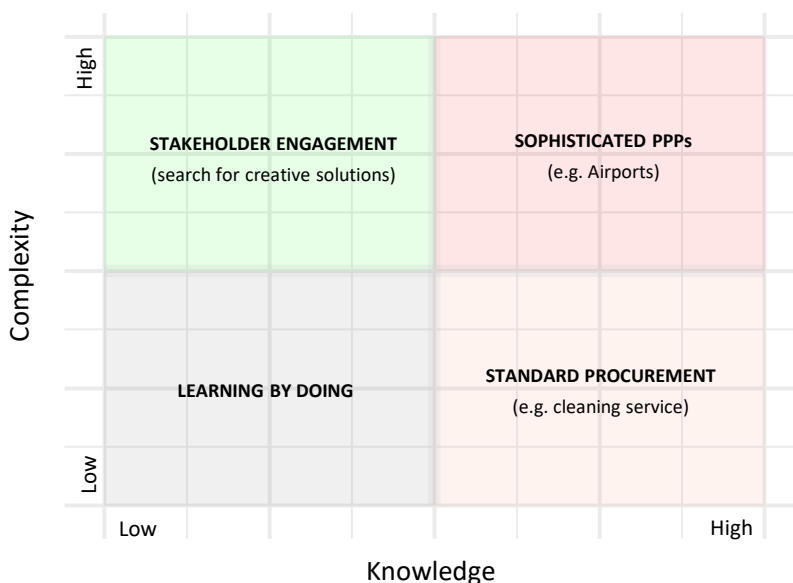 High
STAKEHOLDER ENGAGEMENT
(search for creative solutions)
SOPHISTICATED PPPs
(e.g. Airports)
Complexity
LEARNING BY DOING
STANDARD PROCUREMENT
(e.g. cleaning service)
Low
Low
High
Knowledge